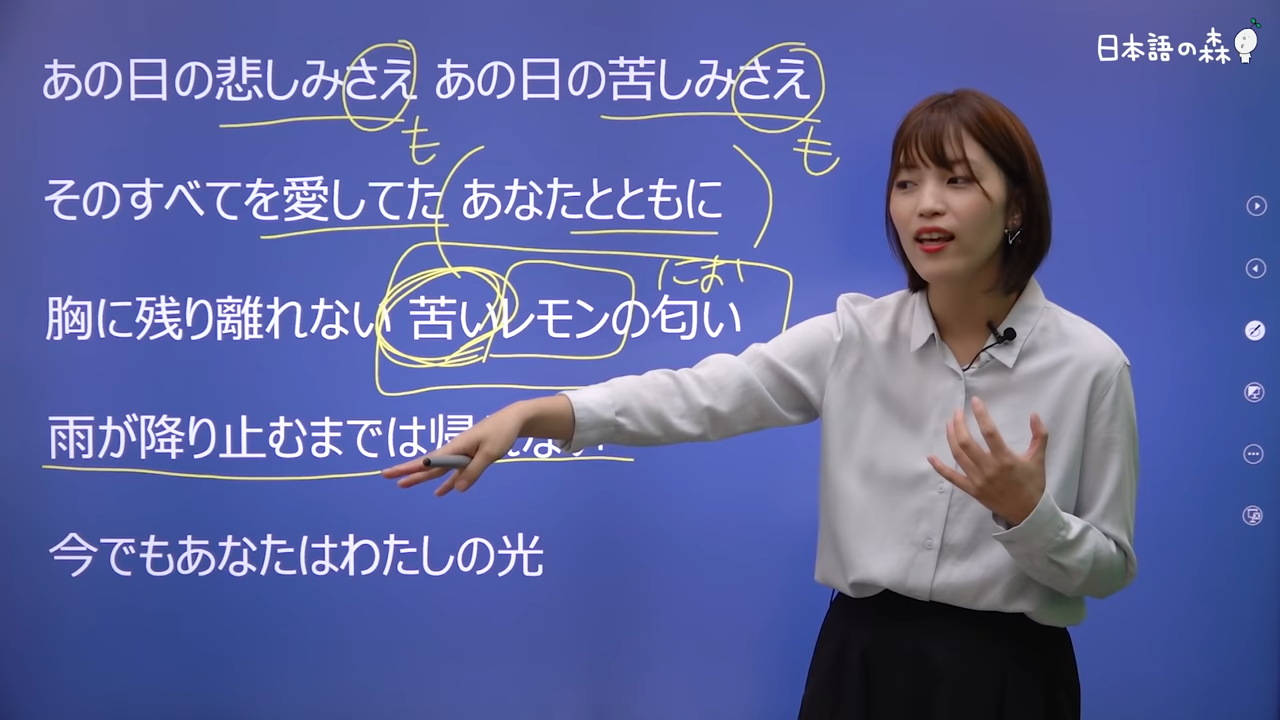 日本語の森
あの日の悲しみさえ あの日の苦しみさえ
も も
そのすべてを愛してた あなたとともに
におい
胸に残り離れない 苦いレモンの匂い
雨が降り止むまでは帰 ない
今でもあなたはわたしの光